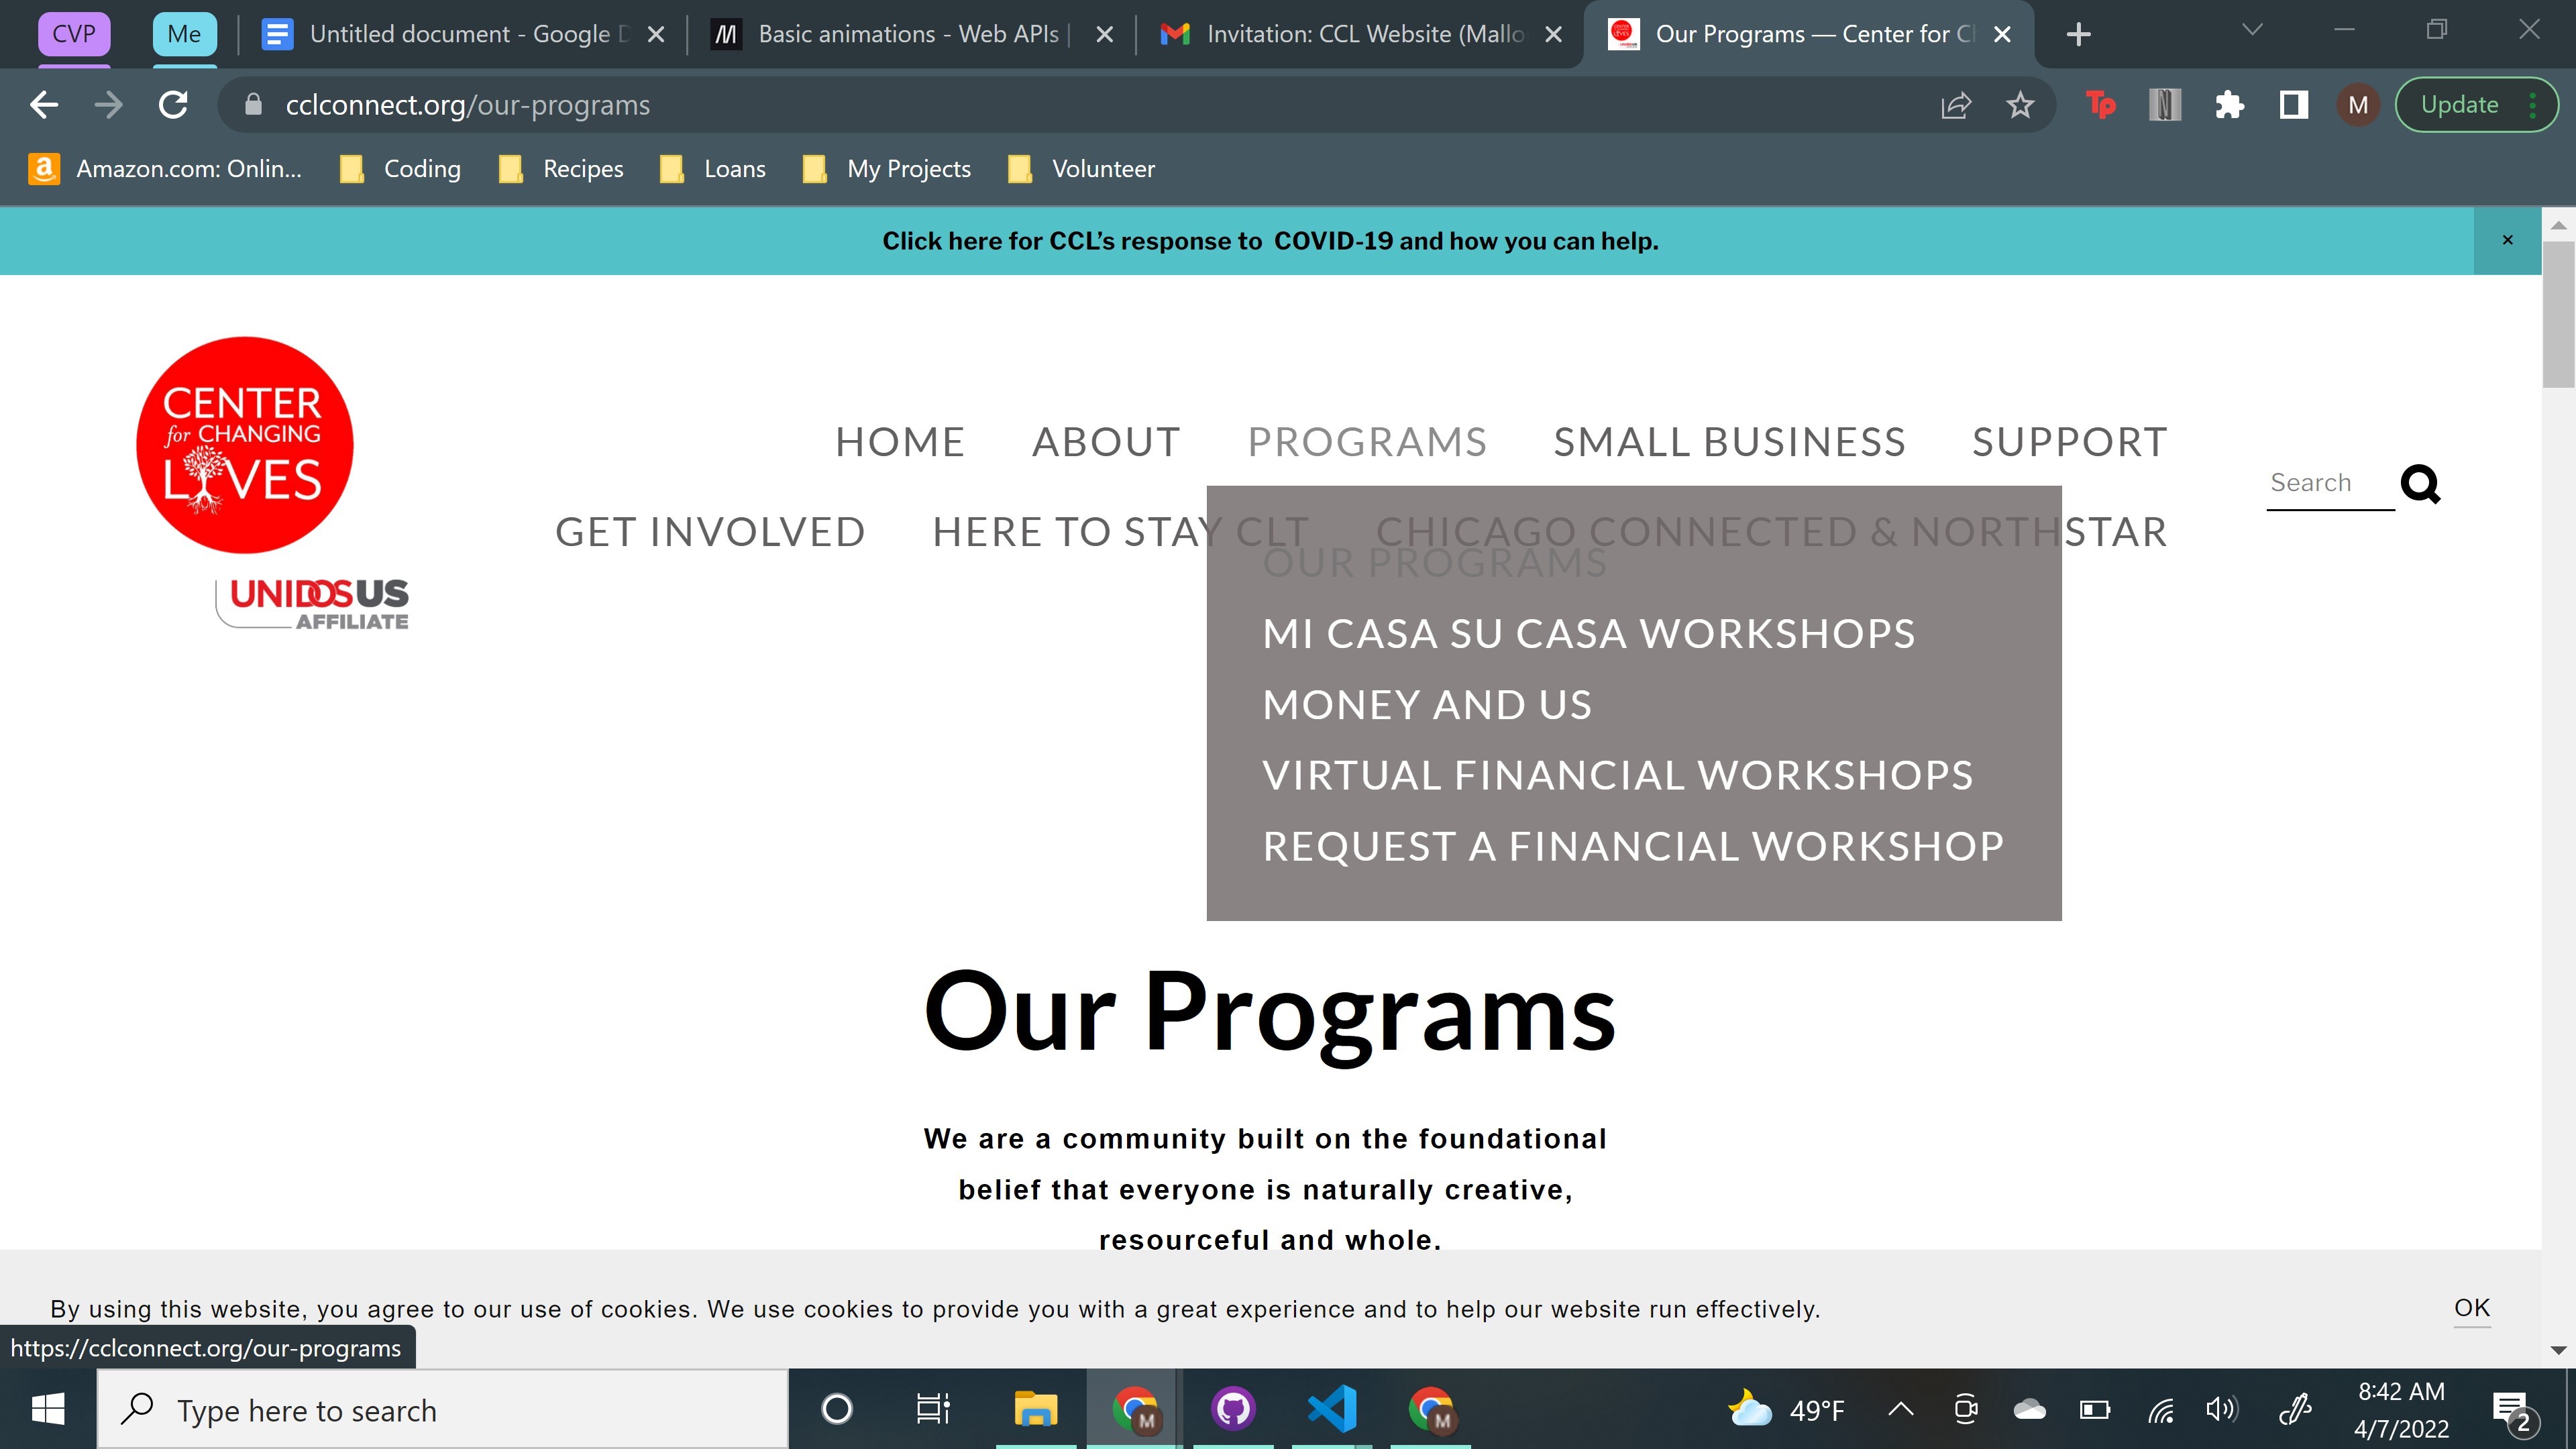 CVP
Me
Untitled document - Google D
Basic animations - Web APIs |
Invitation: CCL Website (Mallo
Our Programs — Center for Cl
cclconnect.org/our-programs
Tp
N
M
Update
Amazon.com: Onlin...
Coding
Recipes
Loans
My Projects
Volunteer
Click here for CCL’s response to  COVID-19 and how you can help.
×
CENTER
for CHANGING
LIVES
UNIDOSUS
AFFILIATE
HOME
ABOUT
PROGRAMS
SMALL BUSINESS
SUPPORT
Search
GET INVOLVED
HERE TO STAY CLT
CHICAGO CONNECTED & NORTHSTAR
OUR PROGRAMS
MI CASA SU CASA WORKSHOPS
MONEY AND US
VIRTUAL FINANCIAL WORKSHOPS
REQUEST A FINANCIAL WORKSHOP
Our Programs
We are a community built on the foundational
belief that everyone is naturally creative,
resourceful and whole.
By using this website, you agree to our use of cookies. We use cookies to provide you with a great experience and to help our website run effectively.
OK
https://cclconnect.org/our-programs
Type here to search
M
M
49°F
8:42 AM
4/7/2022
2